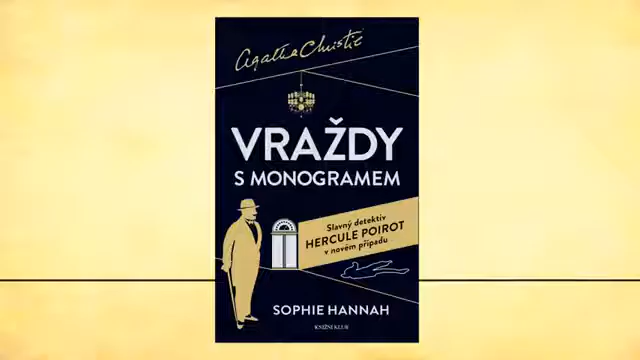 Agatha Christie
VRAŽDY
S MONOGRAMEM
Slavný detektiv
HERCULE POIROT
v novém případu
SOPHIE HANNAH
KNIŽNÍ KLUB